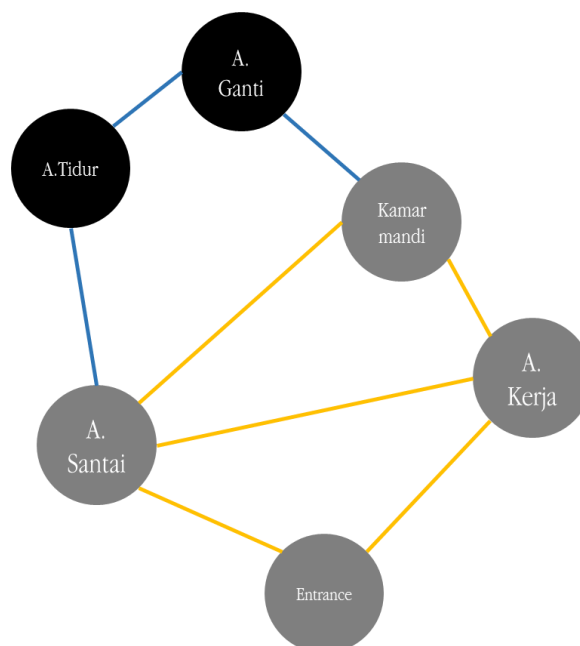 A.
Ganti
A.Tidur
Kamar
mandi
A.
Kerja
A.
Santai
Entrance